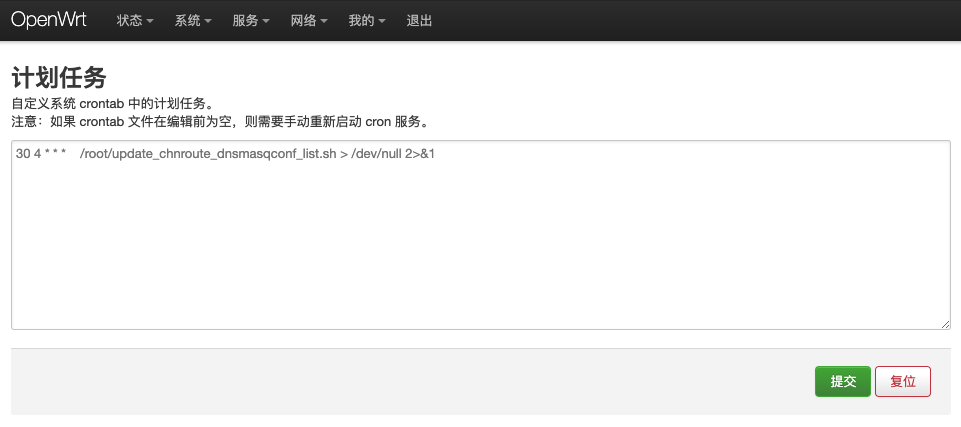 OpenWrt 状态 系统 服务 网络 我的 退出
计划任务
自定义系统 crontab 中的计划任务。
注意：如果 crontab 文件在编辑前为空，则需要手动重新启动 cron 服务。
30 4 * * *    /root/update_chnroute_dnsmasqconf_list.sh > /dev/null 2>&1
提交 复位